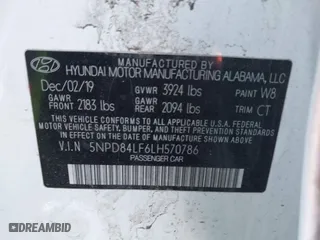 MANUFACTURED BY
HYUNDAI MOTOR MANUFACTURING ALABAMA, LLC
Dec/02/19 GVWR 3924 lbs PAINT W8
GAWR FRONT 2183 lbs GAWR REAR 2094 lbs TRIM CT
THIS VEHICLE CONFORMS TO ALL APPLICABLE
FEDERAL MOTOR VEHICLE SAFETY, BUMPER, AND
THEFT PREVENTION STANDARDS IN EFFECT ON
THE DATE OF MANUFACTURE SHOWN ABOVE.
V.I.N 5NPD84LF6LH570786
PASSENGER CAR